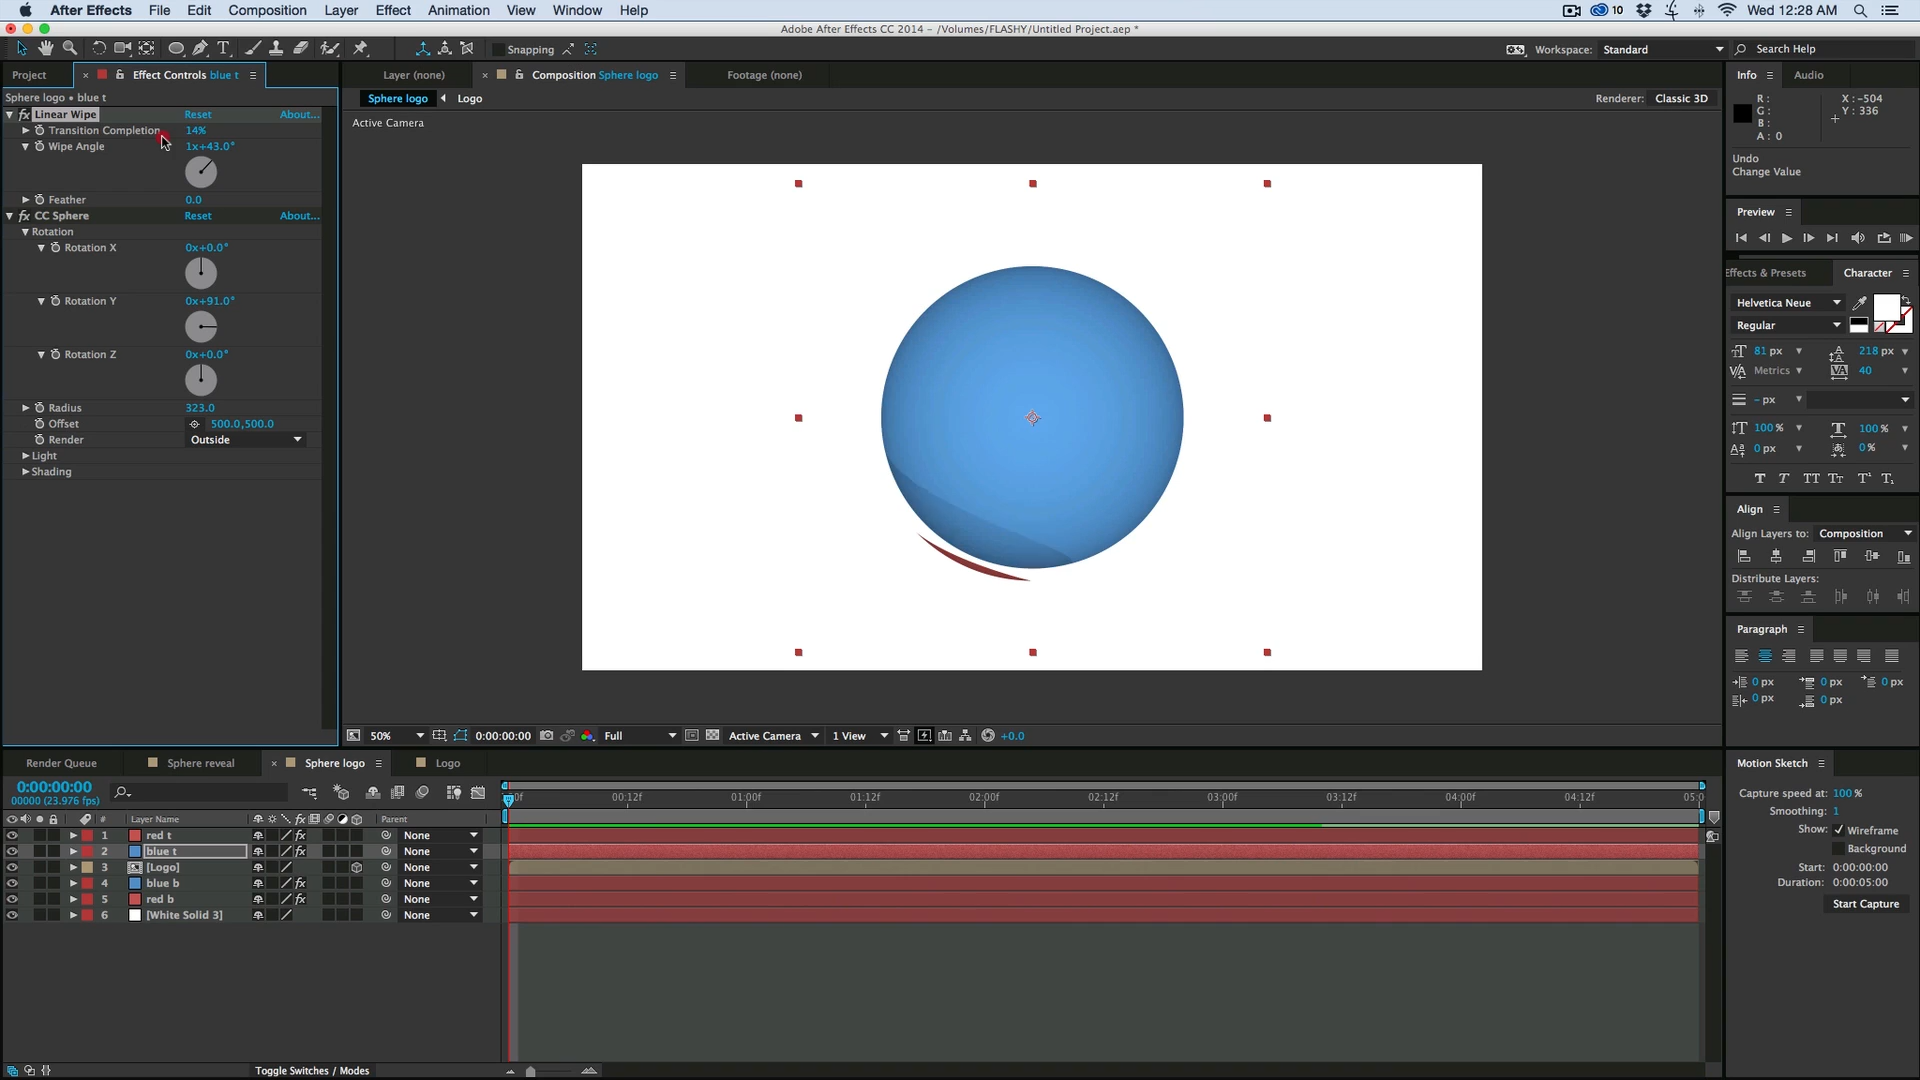 After Effects File Edit Composition Layer Effect Animation View Window Help 10 Wed 12:28 AM
Adobe After Effects CC 2014 - /Volumes/FLASHY/Untitled Project.aep *
Snapping Workspace: Standard Search Help
Project Effect Controls blue t Layer (none) Composition Sphere logo Footage (none) Info Audio
Sphere logo • blue t Sphere logo Logo Renderer: Classic 3D
Linear Wipe Reset About...
Transition Completion 14%
Wipe Angle 1x+43.0°
Feather 0.0
CC Sphere Reset About...
Rotation
Rotation X 0x+0.0°
Rotation Y 0x+91.0°
Rotation Z 0x+0.0°
Radius 323.0
Offset 500.0,500.0
Render Outside
Light
Shading
Active Camera
50% 0:00:00:00 Full Active Camera 1 View +0.0
R: X: -504
G: Y: 336
B:
A: 0
Undo
Change Value
Preview
Effects & Presets Character
Helvetica Neue
Regular
81 px 218 px
Metrics 40
- px
100% 100%
0 px 0%
T T TT Tт T¹ T₁
Align
Align Layers to: Composition
Distribute Layers:
Paragraph
0 px 0 px 0 px
0 px 0 px
Render Queue Sphere reveal Sphere logo Logo
0:00:00:00
00000 (23.976 fps)
00:12f 01:00f 01:12f 02:00f 02:12f 03:00f 03:12f 04:00f 04:12f 05:0
# Layer Name Parent
1 red t None
2 blue t None
3 [Logo] None
4 blue b None
5 red b None
6 [White Solid 3] None
Toggle Switches / Modes
Motion Sketch
Capture speed at: 100 %
Smoothing: 1
Show: Wireframe
Background
Start: 0:00:00:00
Duration: 0:00:05:00
Start Capture